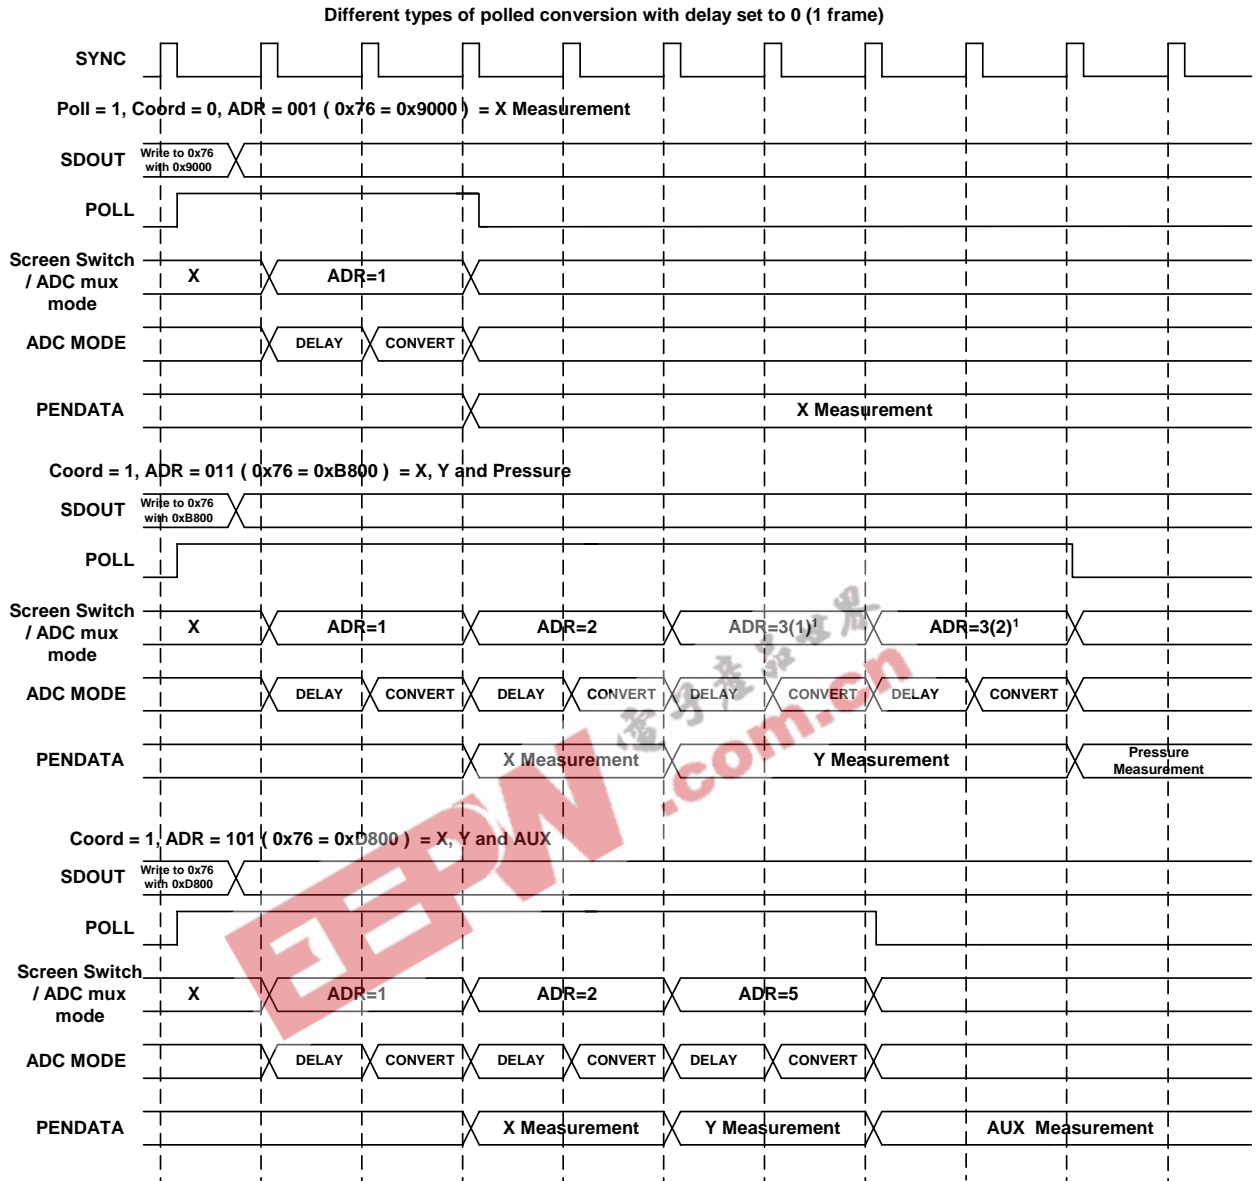 Different types of polled conversion with delay set to 0 (1 frame)
SYNC
Poll = 1, Coord = 0, ADR = 001 ( 0x76 = 0x9000 ) = X Measurement
SDOUT
Write to 0x76
with 0x9000
POLL
Screen Switch
/ ADC mux
mode
X
ADR=1
ADC MODE
DELAY
CONVERT
PENDATA
X Measurement
Coord = 1, ADR = 011 ( 0x76 = 0xB800 ) = X, Y and Pressure
SDOUT
Write to 0x76
with 0xB800
POLL
Screen Switch
/ ADC mux
mode
X
ADR=1
ADR=2
ADR=3(1)¹
ADR=3(2)¹
ADC MODE
DELAY
CONVERT
DELAY
CONVERT
DELAY
CONVERT
DELAY
CONVERT
PENDATA
X Measurement
Y Measurement
Pressure
Measurement
電子產品世界
.com.cn
EEPW
Coord = 1, ADR = 101 ( 0x76 = 0xD800 ) = X, Y and AUX
SDOUT
Write to 0x76
with 0xD800
POLL
Screen Switch
/ ADC mux
mode
X
ADR=1
ADR=2
ADR=5
ADC MODE
DELAY
CONVERT
DELAY
CONVERT
DELAY
CONVERT
PENDATA
X Measurement
Y Measurement
AUX Measurement